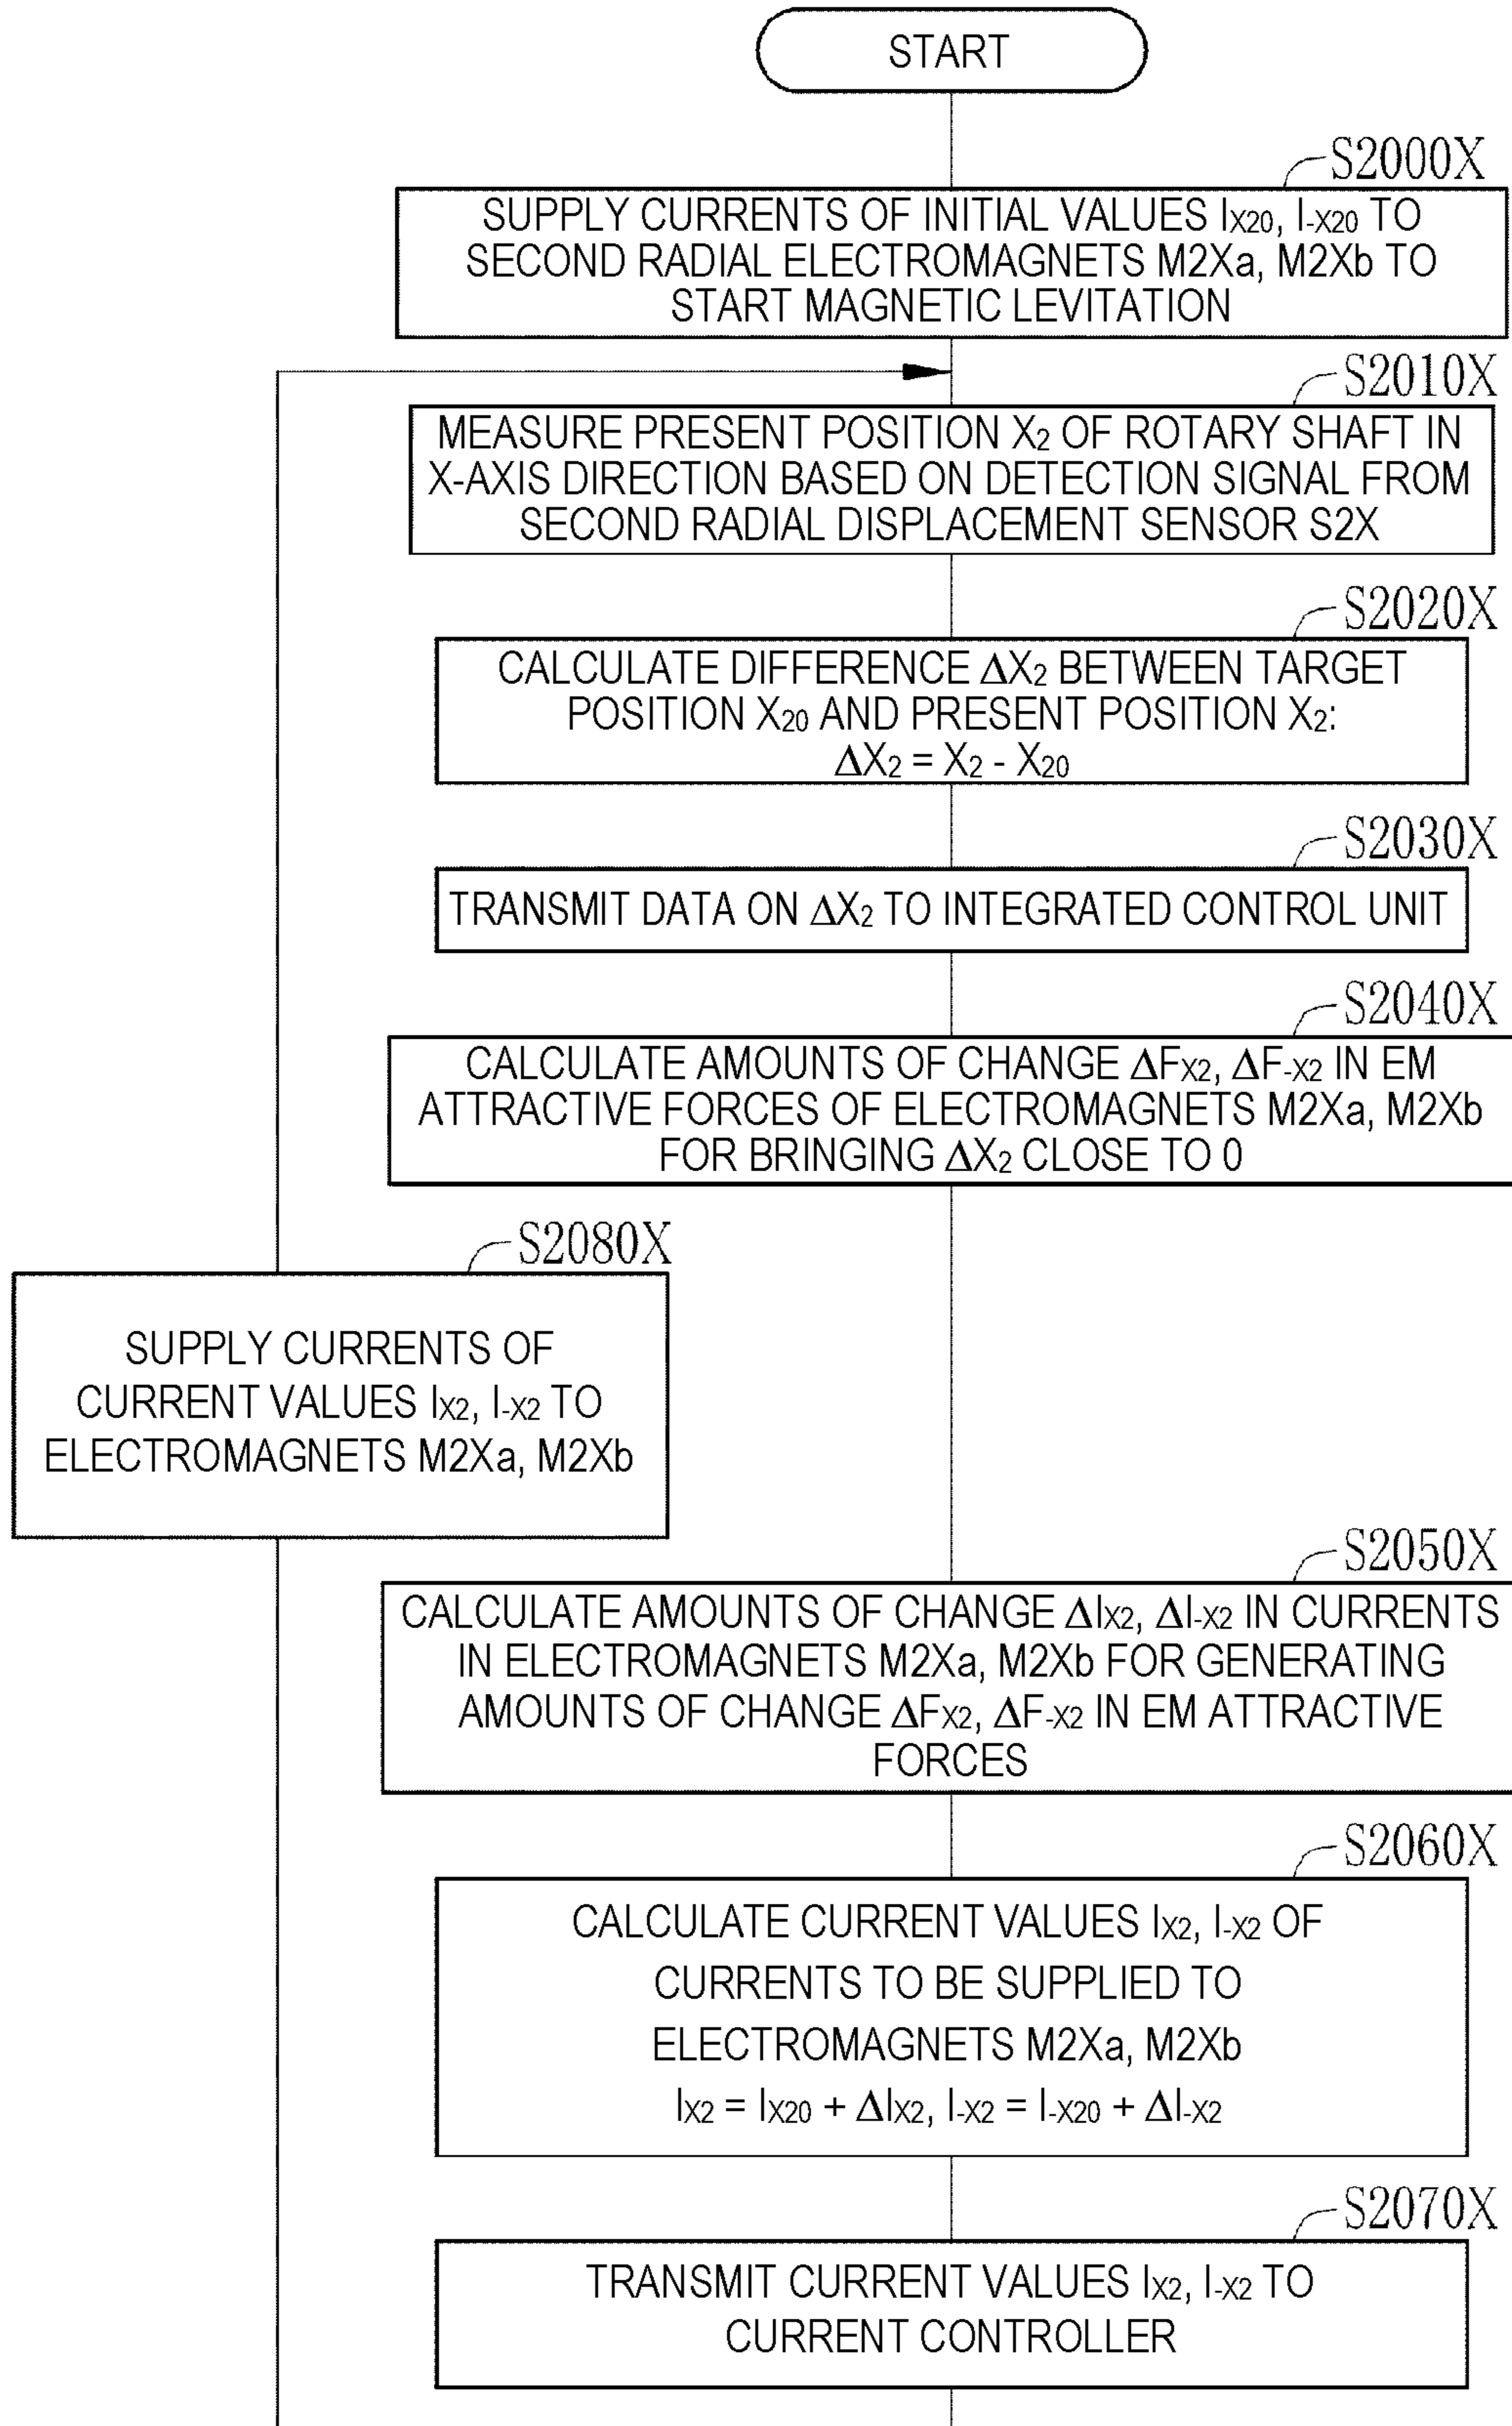 START
S2000X
SUPPLY CURRENTS OF INITIAL VALUES IX20, I-X20 TO
SECOND RADIAL ELECTROMAGNETS M2Xa, M2Xb TO
START MAGNETIC LEVITATION
S2010X
MEASURE PRESENT POSITION X2 OF ROTARY SHAFT IN
X-AXIS DIRECTION BASED ON DETECTION SIGNAL FROM
SECOND RADIAL DISPLACEMENT SENSOR S2X
S2020X
CALCULATE DIFFERENCE ΔX2 BETWEEN TARGET
POSITION X20 AND PRESENT POSITION X2:
ΔX2 = X2 - X20
S2030X
TRANSMIT DATA ON ΔX2 TO INTEGRATED CONTROL UNIT
S2040X
CALCULATE AMOUNTS OF CHANGE ΔFX2, ΔF-X2 IN EM
ATTRACTIVE FORCES OF ELECTROMAGNETS M2Xa, M2Xb
FOR BRINGING ΔX2 CLOSE TO 0
S2080X
SUPPLY CURRENTS OF
CURRENT VALUES IX2, I-X2 TO
ELECTROMAGNETS M2Xa, M2Xb
S2050X
CALCULATE AMOUNTS OF CHANGE ΔIX2, ΔI-X2 IN CURRENTS
IN ELECTROMAGNETS M2Xa, M2Xb FOR GENERATING
AMOUNTS OF CHANGE ΔFX2, ΔF-X2 IN EM ATTRACTIVE
FORCES
S2060X
CALCULATE CURRENT VALUES IX2, I-X2 OF
CURRENTS TO BE SUPPLIED TO
ELECTROMAGNETS M2Xa, M2Xb
IX2 = IX20 + ΔIX2, I-X2 = I-X20 + ΔI-X2
S2070X
TRANSMIT CURRENT VALUES IX2, I-X2 TO
CURRENT CONTROLLER